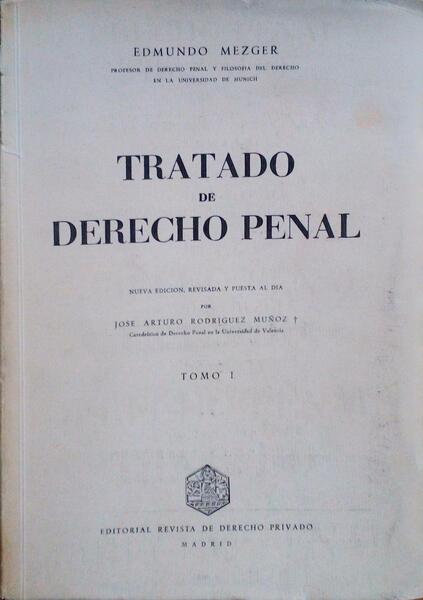 EDMUNDO MEZGER
PROFESOR DE DERECHO PENAL Y FILOSOFIA DEL DERECHO
EN LA UNIVERSIDAD DE MUNICH
TRATADO
DE
DERECHO PENAL
NUEVA EDICION, REVISADA Y PUESTA AL DIA
POR
JOSE ARTURO RODRIGUEZ MUÑOZ †
Catedrático de Derecho Penal en la Universidad de Valencia
TOMO I
EDITORIAL REVISTA DE DERECHO PRIVADO
MADRID